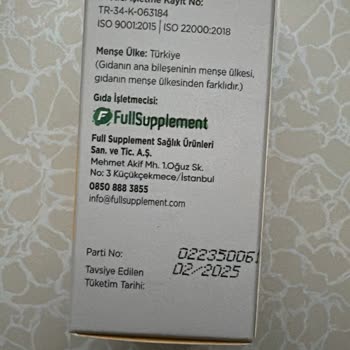 TR-34-K-063184
ISO 9001:2015 | ISO 22000:2018
Menşe Ülke: Türkiye
(Gıdanın ana bileşeninin menşe ülkesi,
gıdanın menşe ülkesinden farklıdır.)
Gıda İşletmecisi:
FullSupplement
Full Supplement Sağlık Ürünleri
San. ve Tic. A.Ş.
Mehmet Akif Mh. 1.Oğuz Sk.
No: 3 Küçükçekmece/İstanbul
0850 888 3855
info@fullsupplement.com
Parti No: 022350061
Tavsiye Edilen 02/2025
Tüketim Tarihi: